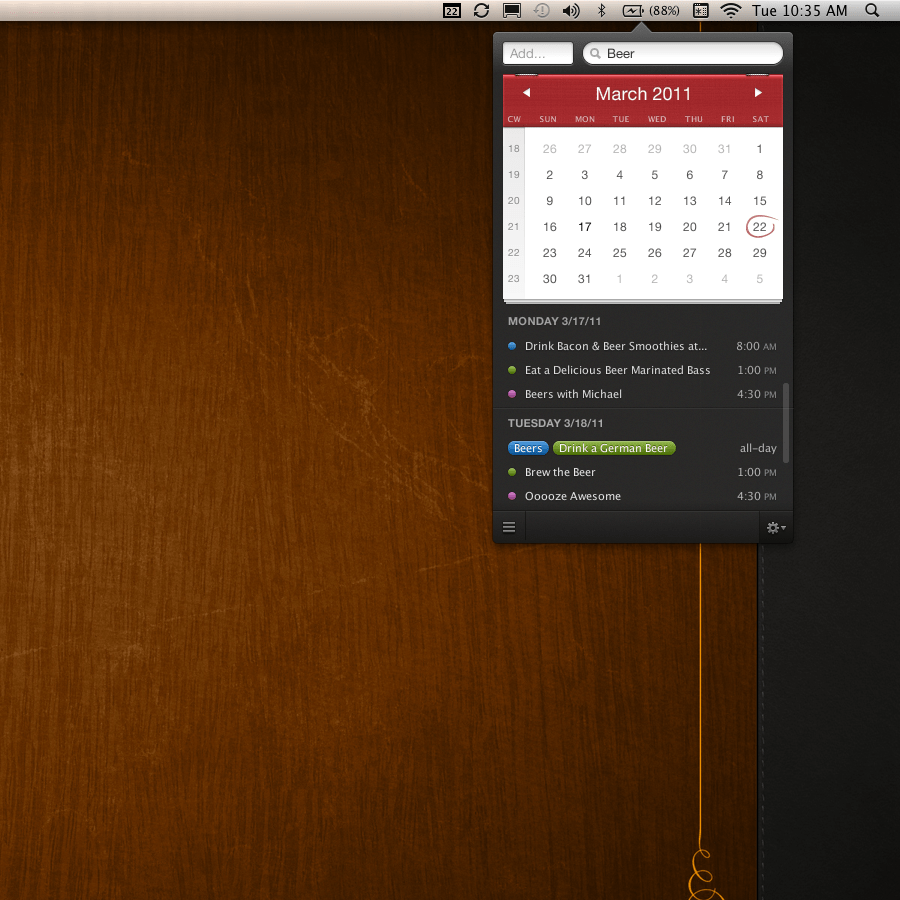 22 (88%) Tue 10:35 AM
Add... Beer
March 2011
CW SUN MON TUE WED THU FRI SAT
18 26 27 28 29 30 31 1
19 2 3 4 5 6 7 8
20 9 10 11 12 13 14 15
21 16 17 18 19 20 21 22
22 23 24 25 26 27 28 29
23 30 31 1 2 3 4 5
MONDAY 3/17/11
Drink Bacon & Beer Smoothies at... 8:00 AM
Eat a Delicious Beer Marinated Bass 1:00 PM
Beers with Michael 4:30 PM
TUESDAY 3/18/11
Beers Drink a German Beer all-day
Brew the Beer 1:00 PM
Ooooze Awesome 4:30 PM